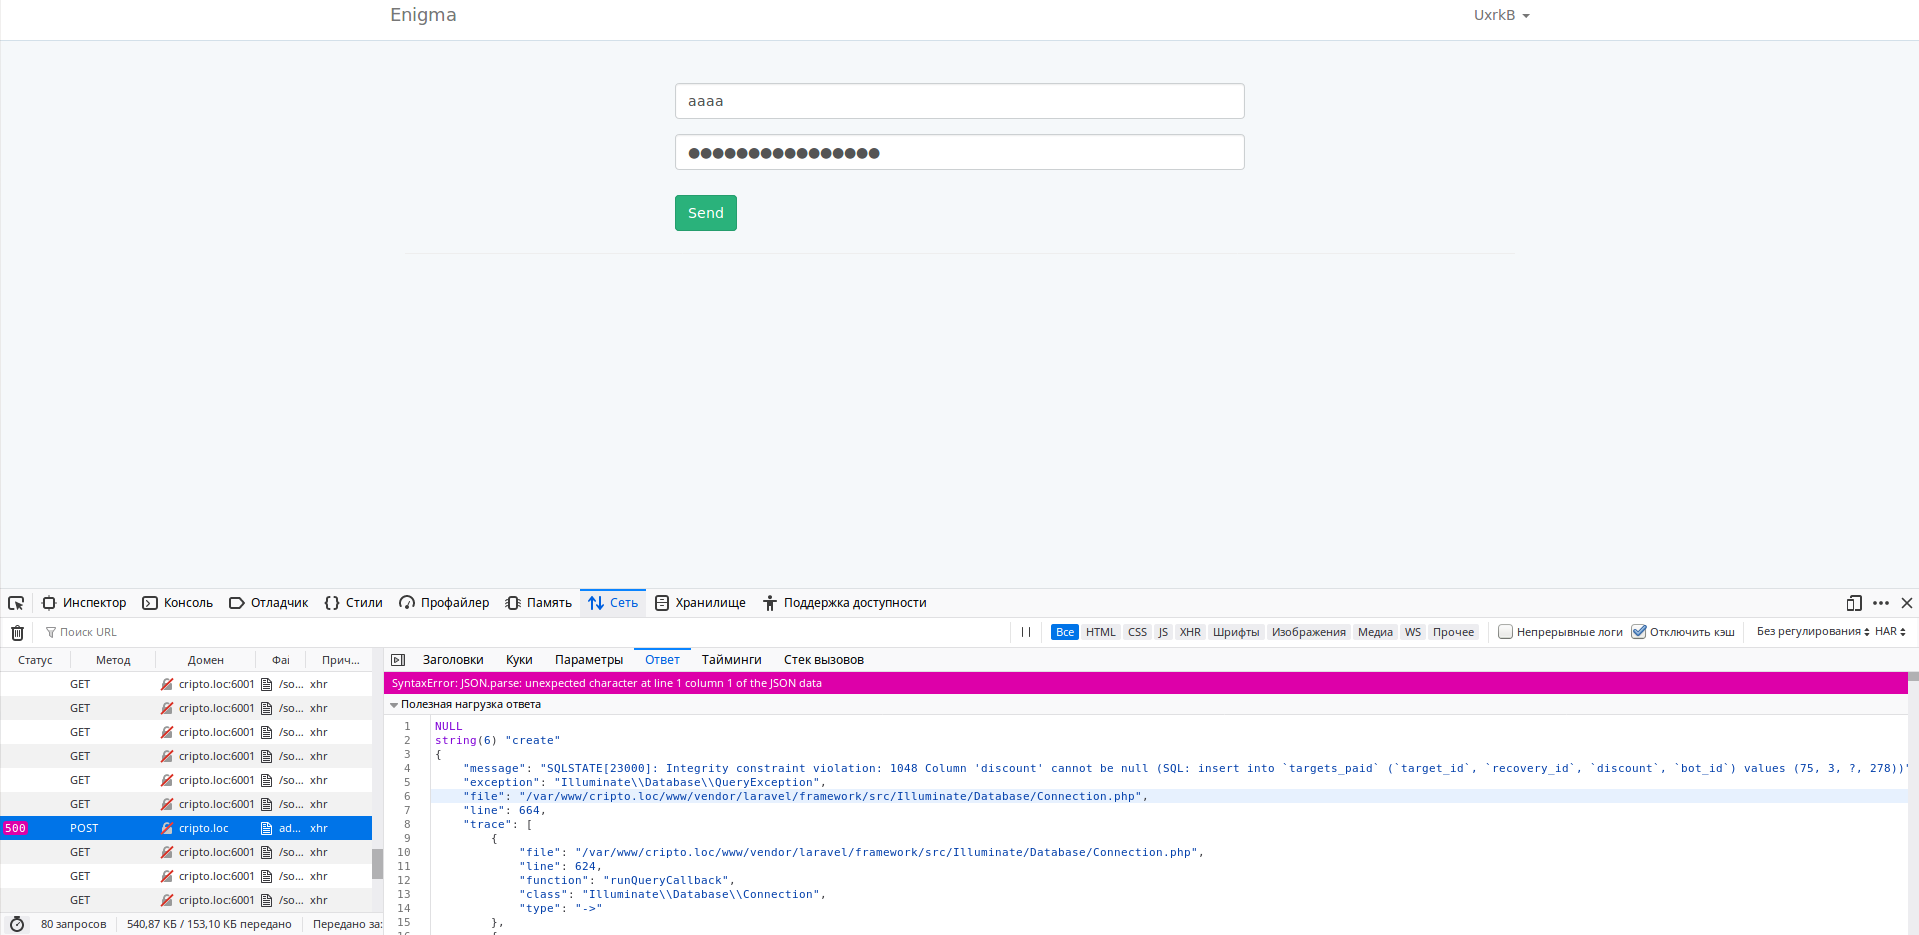 Enigma
UxrkB
aaaa
●●●●●●●●●●●●●●●●
Send
Инспектор Консоль Отладчик Стили Профайлер Память Сеть Хранилище Поддержка доступности
Поиск URL Все HTML CSS JS XHR Шрифты Изображения Медиа WS Прочее Непрерывные логи Отключить кэш Без регулирования HAR
Статус Метод Домен Фаі Прич...
GET cripto.loc:6001 /so... xhr
GET cripto.loc:6001 /so... xhr
GET cripto.loc:6001 /so... xhr
GET cripto.loc:6001 /so... xhr
GET cripto.loc:6001 /so... xhr
GET cripto.loc:6001 /so... xhr
500 POST cripto.loc ad... xhr
GET cripto.loc:6001 /so... xhr
GET cripto.loc:6001 /so... xhr
GET cripto.loc:6001 /so... xhr
80 запросов 540,87 КБ / 153,10 КБ передано Передано за:
Заголовки Куки Параметры Ответ Тайминги Стек вызовов
SyntaxError: JSON.parse: unexpected character at line 1 column 1 of the JSON data
Полезная нагрузка ответа
1 NULL
2 string(6) "create"
3 {
4 "message": "SQLSTATE[23000]: Integrity constraint violation: 1048 Column 'discount' cannot be null (SQL: insert into `targets_paid` (`target_id`, `recovery_id`, `discount`, `bot_id`) values (75, 3, ?, 278))"
5 "exception": "Illuminate\\Database\\QueryException",
6 "file": "/var/www/cripto.loc/www/vendor/laravel/framework/src/Illuminate/Database/Connection.php",
7 "line": 664,
8 "trace": [
9 {
10 "file": "/var/www/cripto.loc/www/vendor/laravel/framework/src/Illuminate/Database/Connection.php",
11 "line": 624,
12 "function": "runQueryCallback",
13 "class": "Illuminate\\Database\\Connection",
14 "type": "->"
15 },
16 {